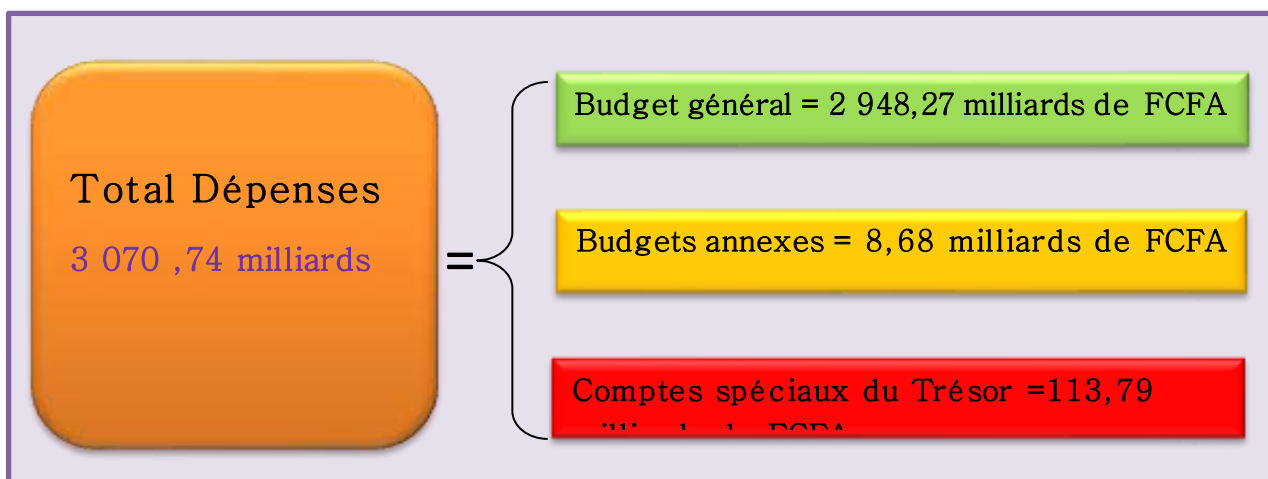 Total Dépenses
3 070 ,74 milliards
=
Budget général = 2 948,27 milliards de FCFA
Budgets annexes = 8,68 milliards de FCFA
Comptes spéciaux du Trésor =113,79